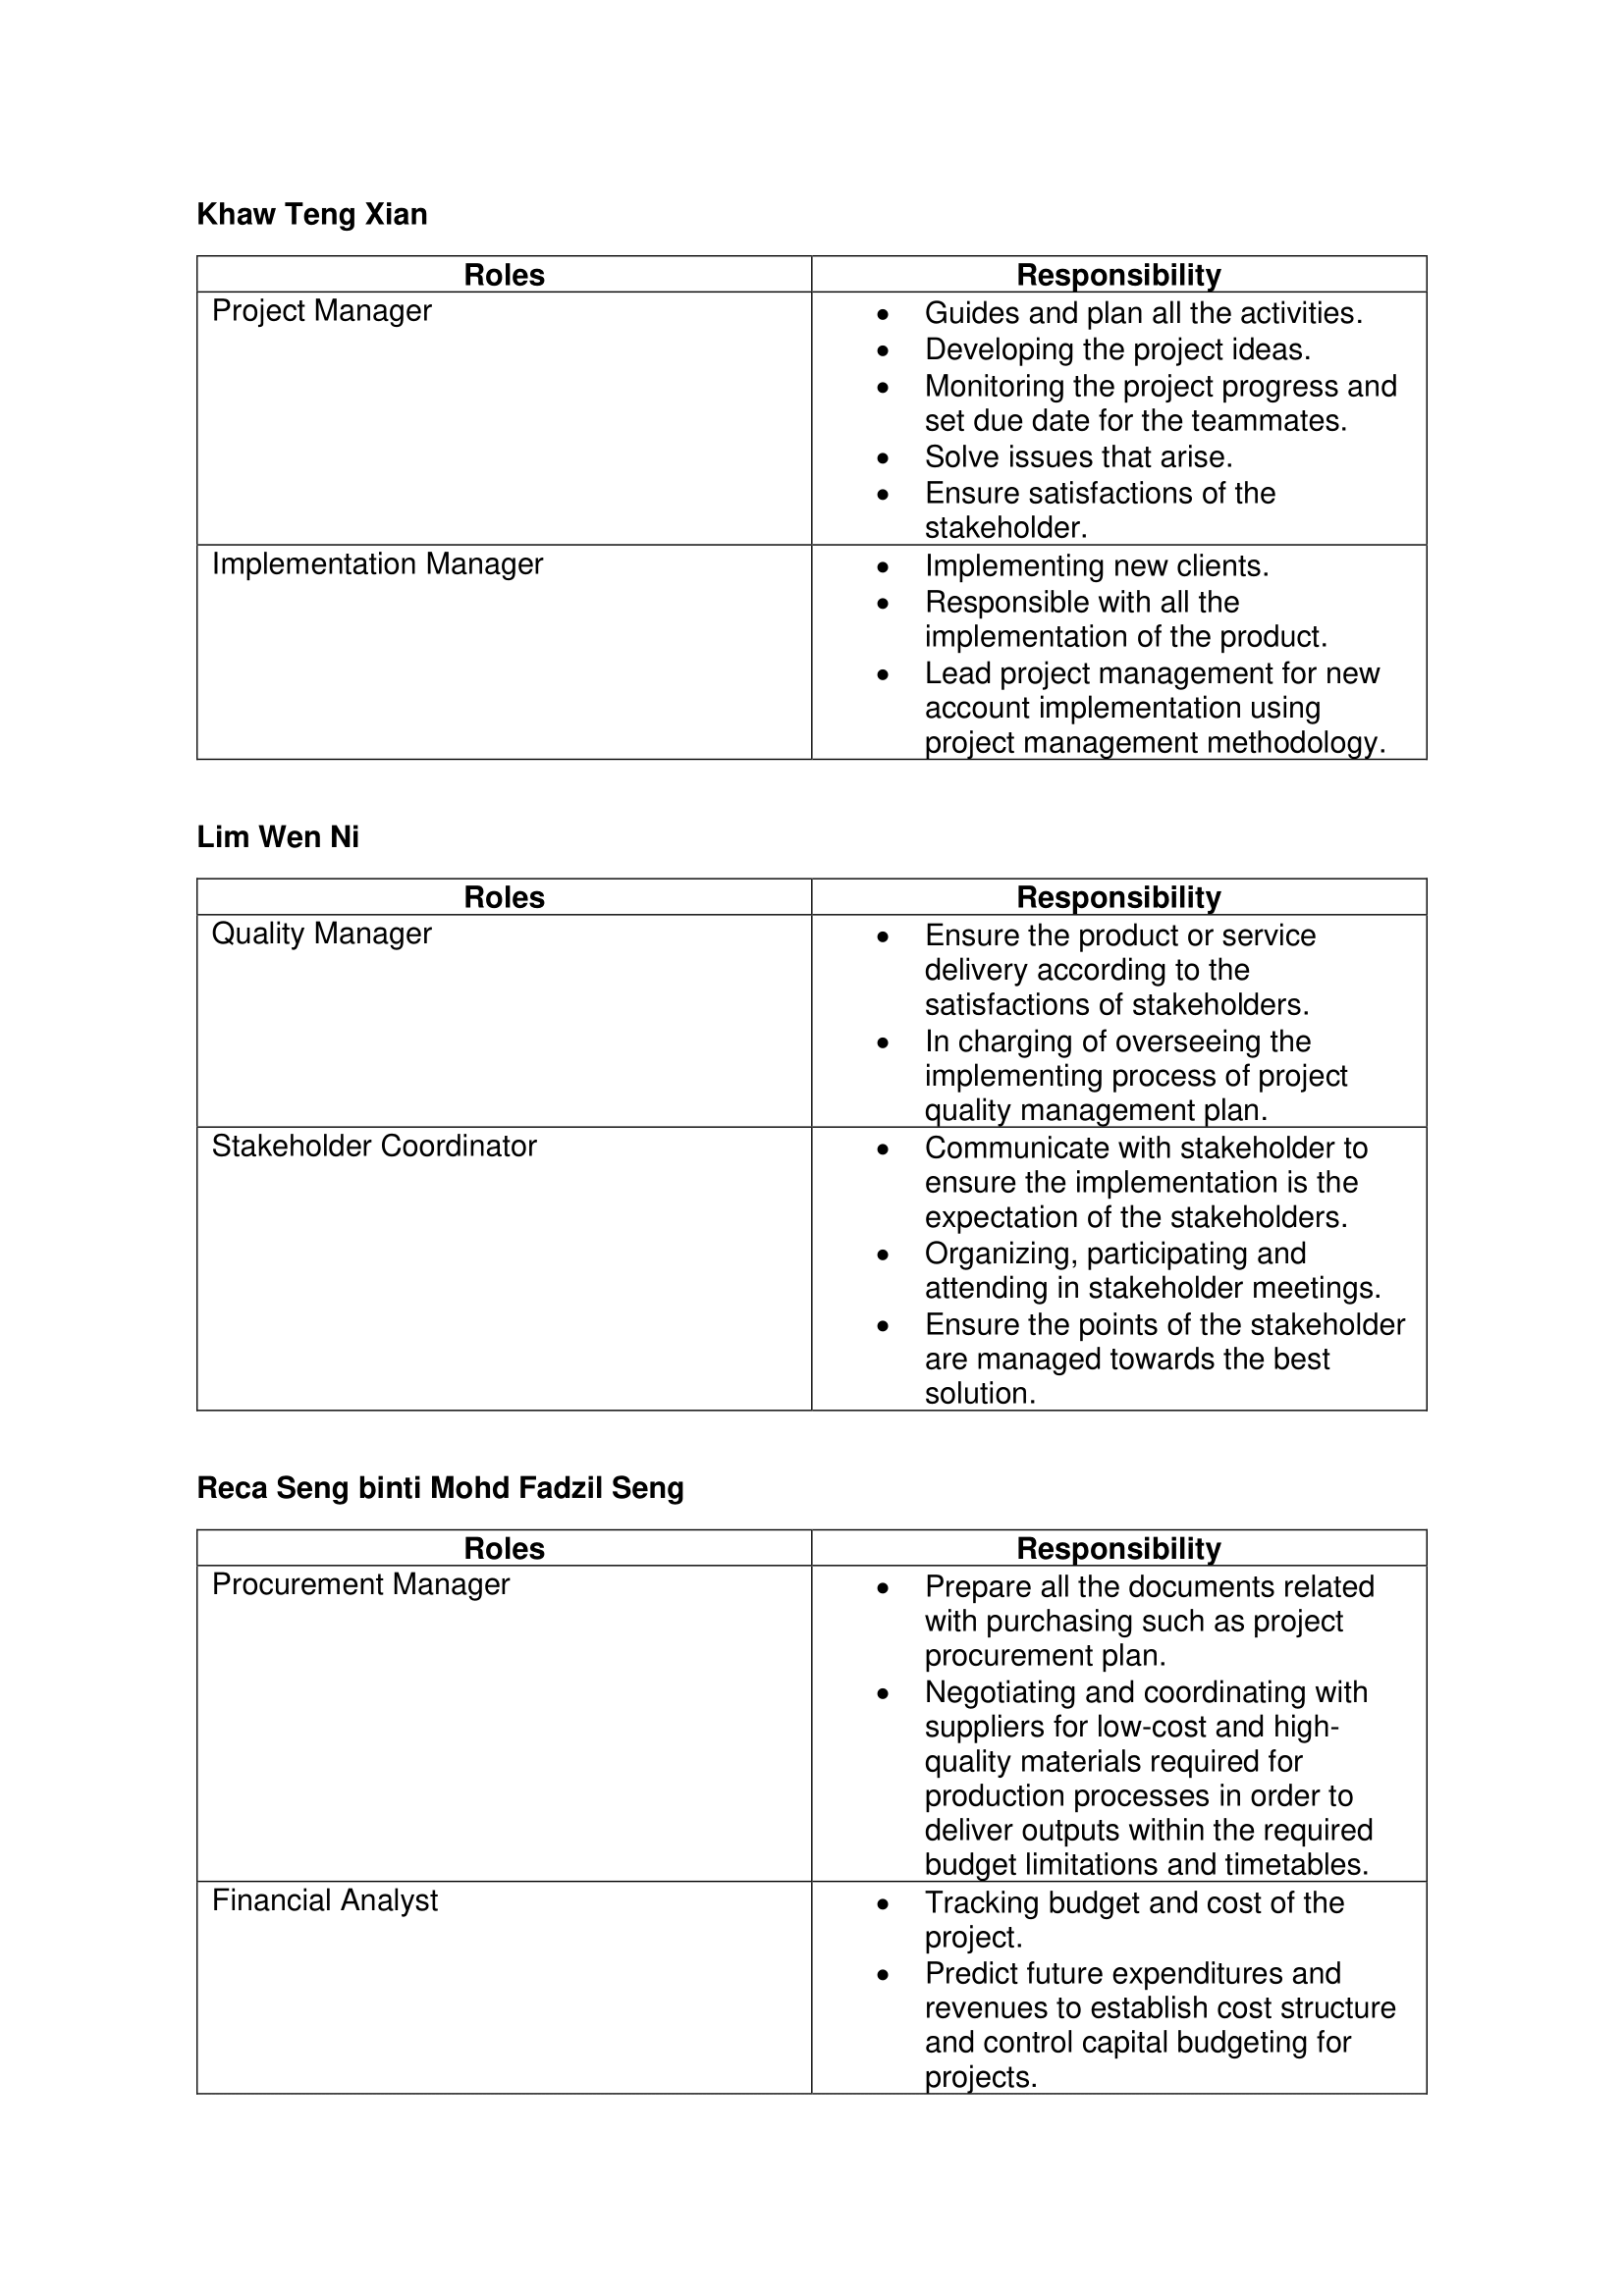 Khaw Teng Xian
Roles
Responsibility
Project Manager
• Guides and plan all the activities.
• Developing the project ideas.
• Monitoring the project progress and
set due date for the teammates.
• Solve issues that arise.
• Ensure satisfactions of the
stakeholder.
Implementation Manager
• Implementing new clients.
• Responsible with all the
implementation of the product.
• Lead project management for new
account implementation using
project management methodology.
Lim Wen Ni
Roles
Responsibility
Quality Manager
• Ensure the product or service
delivery according to the
satisfactions of stakeholders.
• In charging of overseeing the
implementing process of project
quality management plan.
Stakeholder Coordinator
• Communicate with stakeholder to
ensure the implementation is the
expectation of the stakeholders.
• Organizing, participating and
attending in stakeholder meetings.
• Ensure the points of the stakeholder
are managed towards the best
solution.
Reca Seng binti Mohd Fadzil Seng
Roles
Responsibility
Procurement Manager
• Prepare all the documents related
with purchasing such as project
procurement plan.
• Negotiating and coordinating with
suppliers for low-cost and high-
quality materials required for
production processes in order to
deliver outputs within the required
budget limitations and timetables.
Financial Analyst
• Tracking budget and cost of the
project.
• Predict future expenditures and
revenues to establish cost structure
and control capital budgeting for
projects.